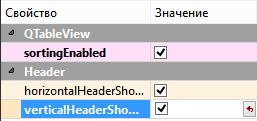 Свойство Значение
QTableView
sortingEnabled
Header
horizontalHeaderSho...
verticalHeaderSho...